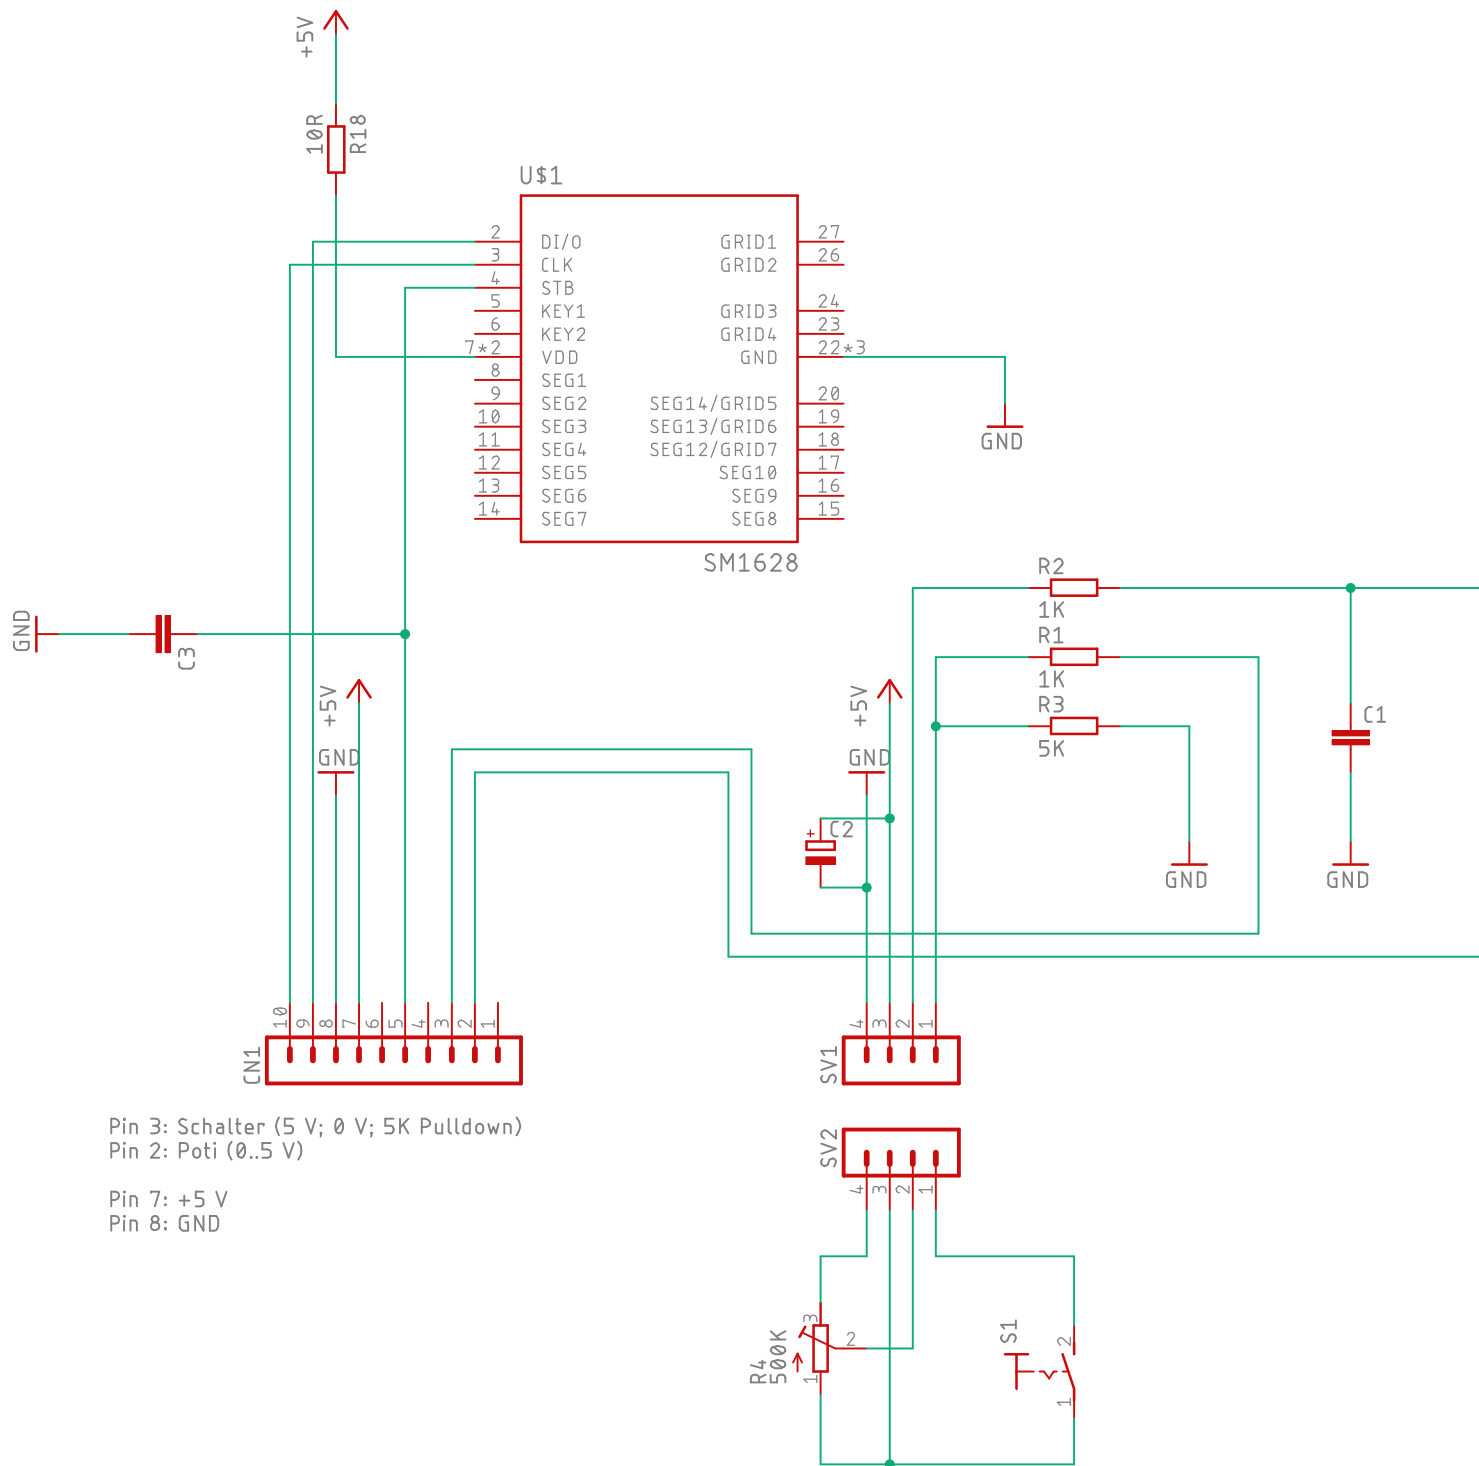 +5V
10R
R18
U$1
2 DI/O GRID1 27
3 CLK GRID2 26
4 STB
5 KEY1 GRID3 24
6 KEY2 GRID4 23
7*2 VDD GND 22*3
8 SEG1
9 SEG2 SEG14/GRID5 20
10 SEG3 SEG13/GRID6 19
11 SEG4 SEG12/GRID7 18
12 SEG5 SEG10 17
13 SEG6 SEG9 16
14 SEG7 SEG8 15
SM1628
GND
GND
C3
R2
1K
R1
1K
R3
5K
C1
+5V
GND
+5V
GND
+
C2
GND
GND
10 9 8 7 6 5 4 3 2 1
CN1
4 3 2 1
SV1
Pin 3: Schalter (5 V; 0 V; 5K Pulldown)
Pin 2: Poti (0..5 V)
Pin 7: +5 V
Pin 8: GND
SV2
4 3 2 1
R4
500K
3
2
1
S1
2
1